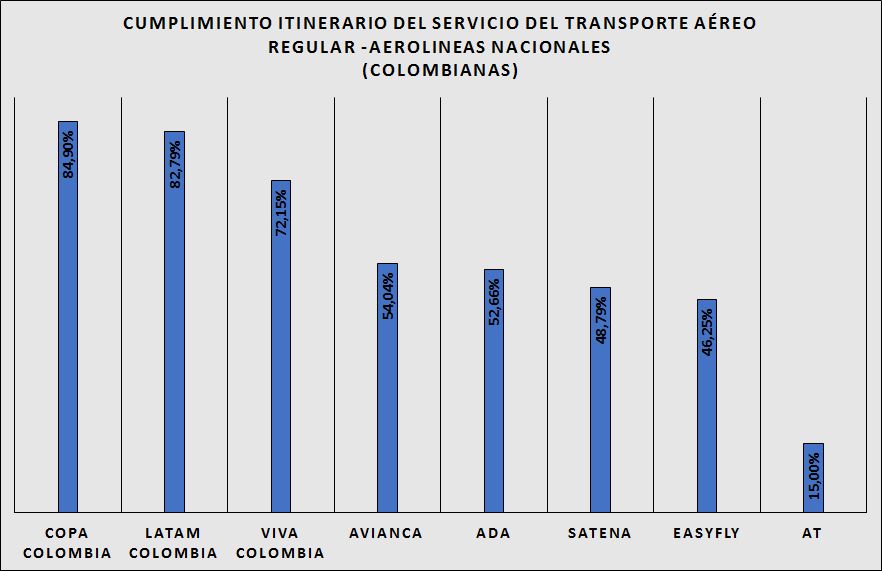 CUMPLIMIENTO ITINERARIO DEL SERVICIO DEL TRANSPORTE AÉREO
REGULAR -AEROLINEAS NACIONALES
(COLOMBIANAS)
84,90%
82,79%
72,15%
54,04%
52,66%
48,79%
46,25%
15,00%
COPA
COLOMBIA
LATAM
COLOMBIA
VIVA
COLOMBIA
AVIANCA
ADA
SATENA
EASYFLY
AT